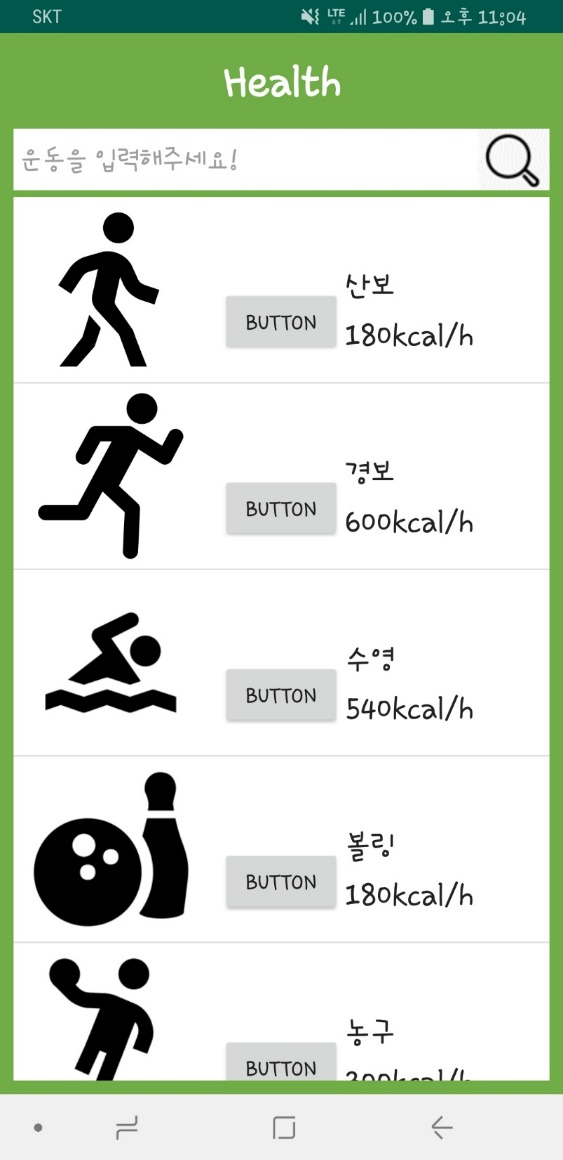 SKT LTE 100% 오후 11:04
Health
운동을 입력해주세요!
산보
BUTTON
180kcal/h
경보
BUTTON
600kcal/h
수영
BUTTON
540kcal/h
볼링
BUTTON
180kcal/h
농구
BUTTON